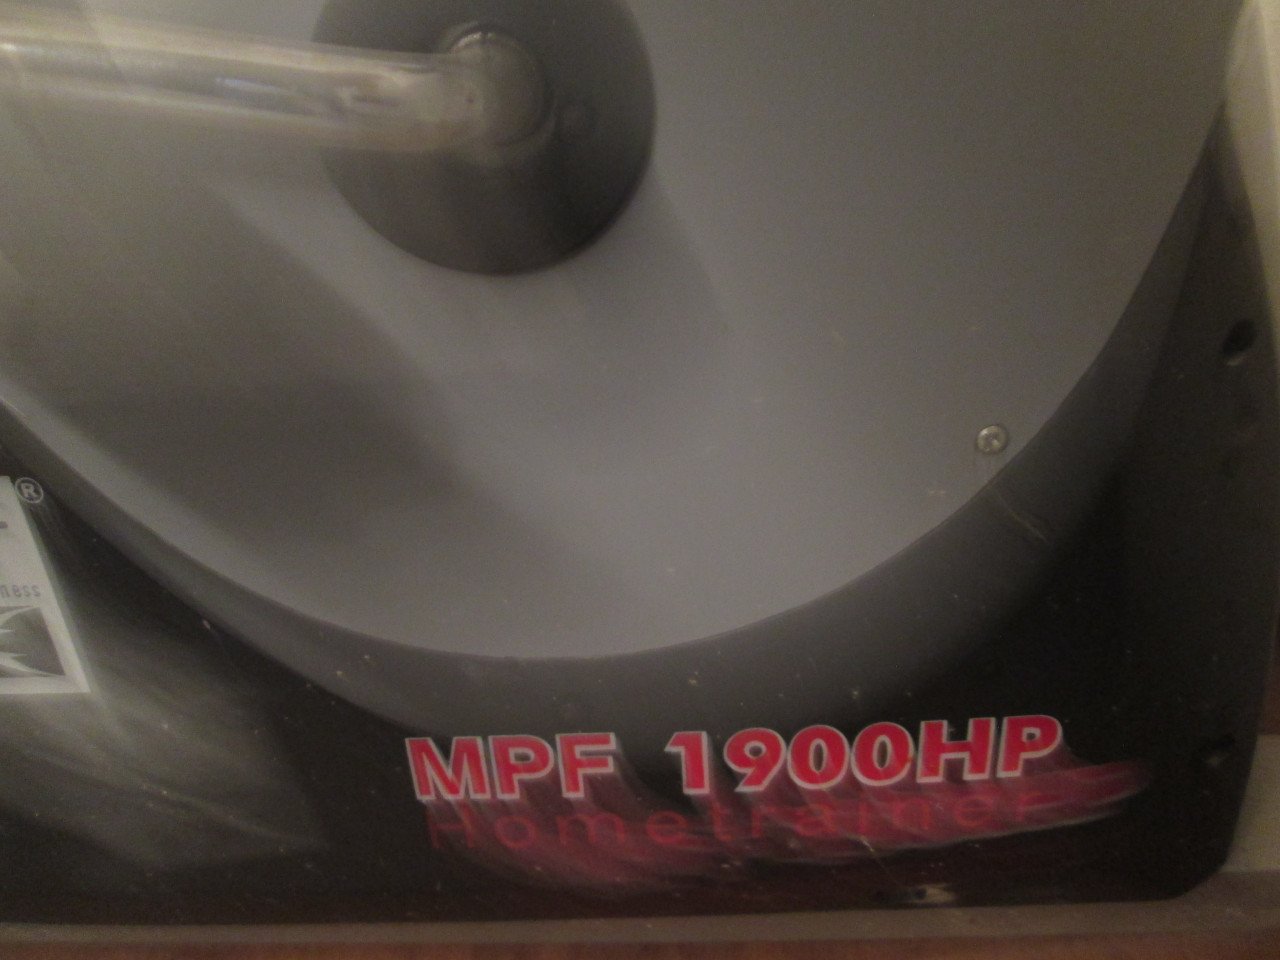 ®
MPF 1900HP
Hometrainer